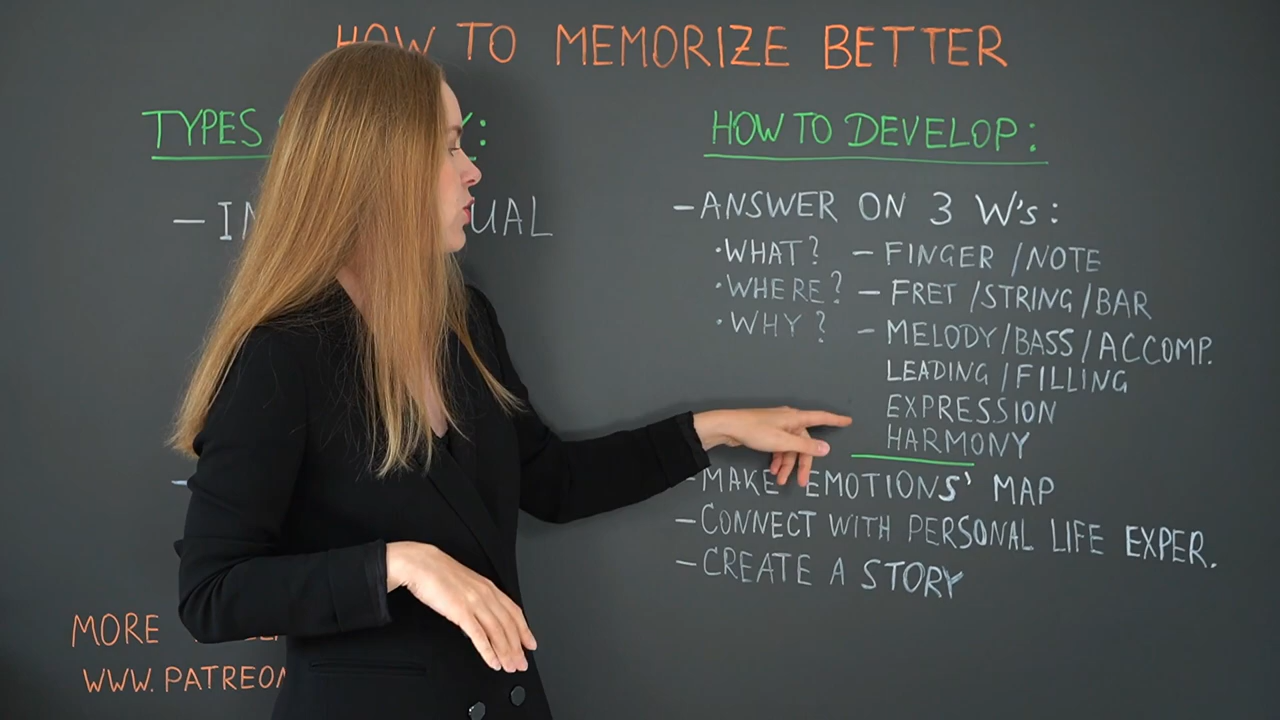 HOW TO MEMORIZE BETTER
TYPES
- IN
UAL
MORE
WWW.PATREON
HOW TO DEVELOP:
- ANSWER ON 3 W's:
·WHAT? - FINGER /NOTE
·WHERE? - FRET /STRING/BAR
·WHY? - MELODY/BASS/ACCOMP.
LEADING/FILLING
EXPRESSION
HARMONY
- MAKE EMOTIONS' MAP
- CONNECT WITH PERSONAL LIFE EXPER.
- CREATE A STORY